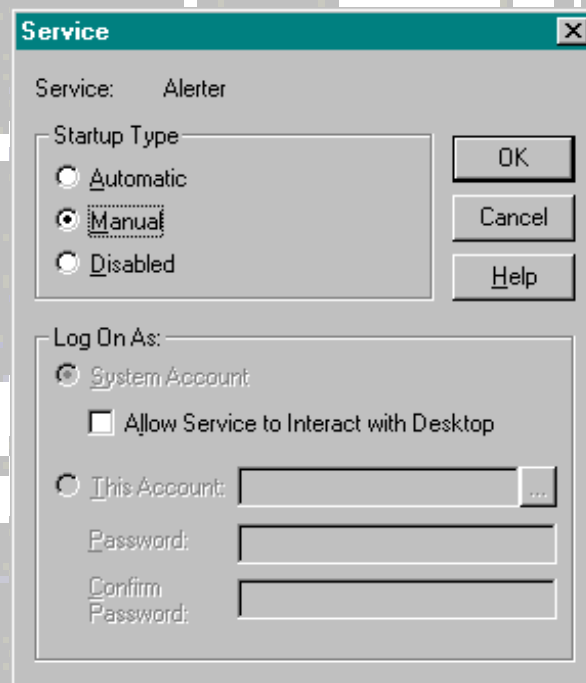 Service
Service: Alerter
Startup Type
Automatic
Manual
Disabled
OK
Cancel
Help
Log On As:
System Account
Allow Service to Interact with Desktop
This Account:
...
Password:
Confirm
Password: